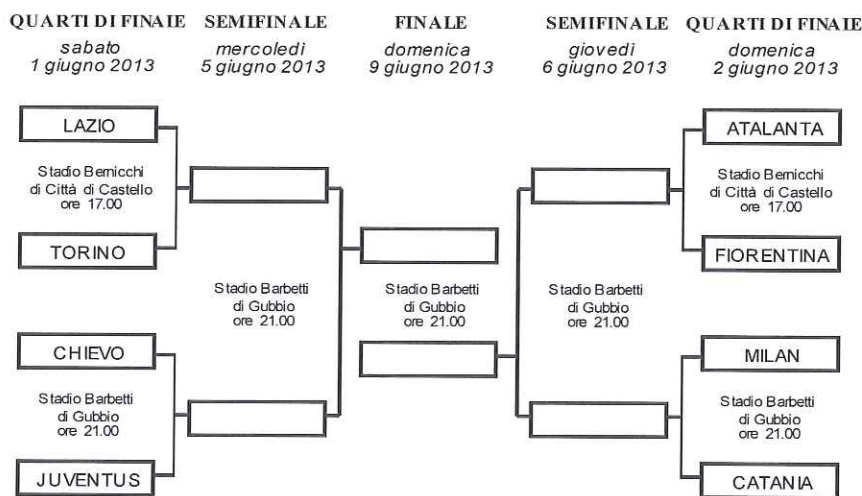 QUARTI DI FINALE SEMIFINALE FINALE SEMIFINALE QUARTI DI FINALE
sabato mercoledì domenica giovedì domenica
1 giugno 2013 5 giugno 2013 9 giugno 2013 6 giugno 2013 2 giugno 2013
LAZIO ATALANTA
Stadio Bernicchi Stadio Bernicchi
di Città di Castello di Città di Castello
ore 17.00 ore 17.00
TORINO FIORENTINA
Stadio Barbetti Stadio Barbetti Stadio Barbetti
di Gubbio di Gubbio di Gubbio
ore 21.00 ore 21.00 ore 21.00
CHIEVO MILAN
Stadio Barbetti Stadio Barbetti
di Gubbio di Gubbio
ore 21.00 ore 21.00
JUVENTUS CATANIA